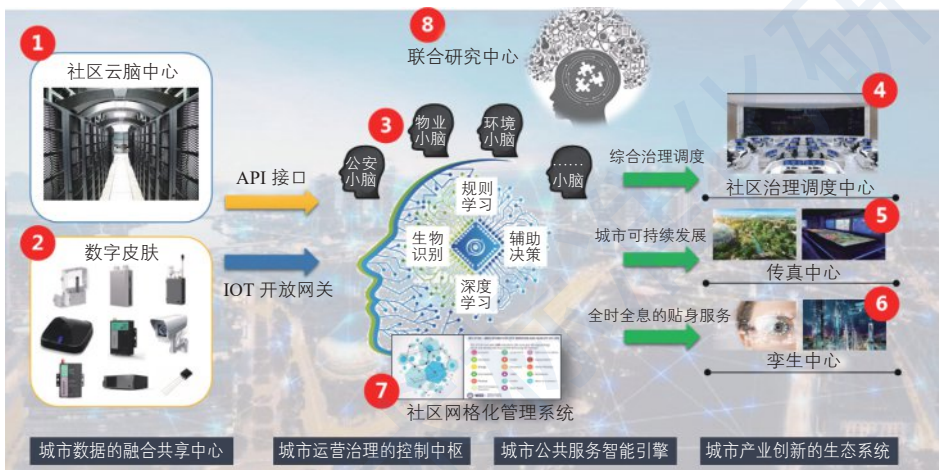 1
社区云脑中心
2
数字皮肤
API 接口
IOT 开放网关
8
联合研究中心
3
公安
小脑
物业
小脑
环境
小脑
……
小脑
规则
学习
生物
识别
辅助
决策
深度
学习
7
社区网格化管理系统
综合治理调度
4
社区治理调度中心
城市可持续发展
5
传真中心
全时全息的贴身服务
6
孪生中心
城市数据的融合共享中心
城市运营治理的控制中枢
城市公共服务智能引擎
城市产业创新的生态系统